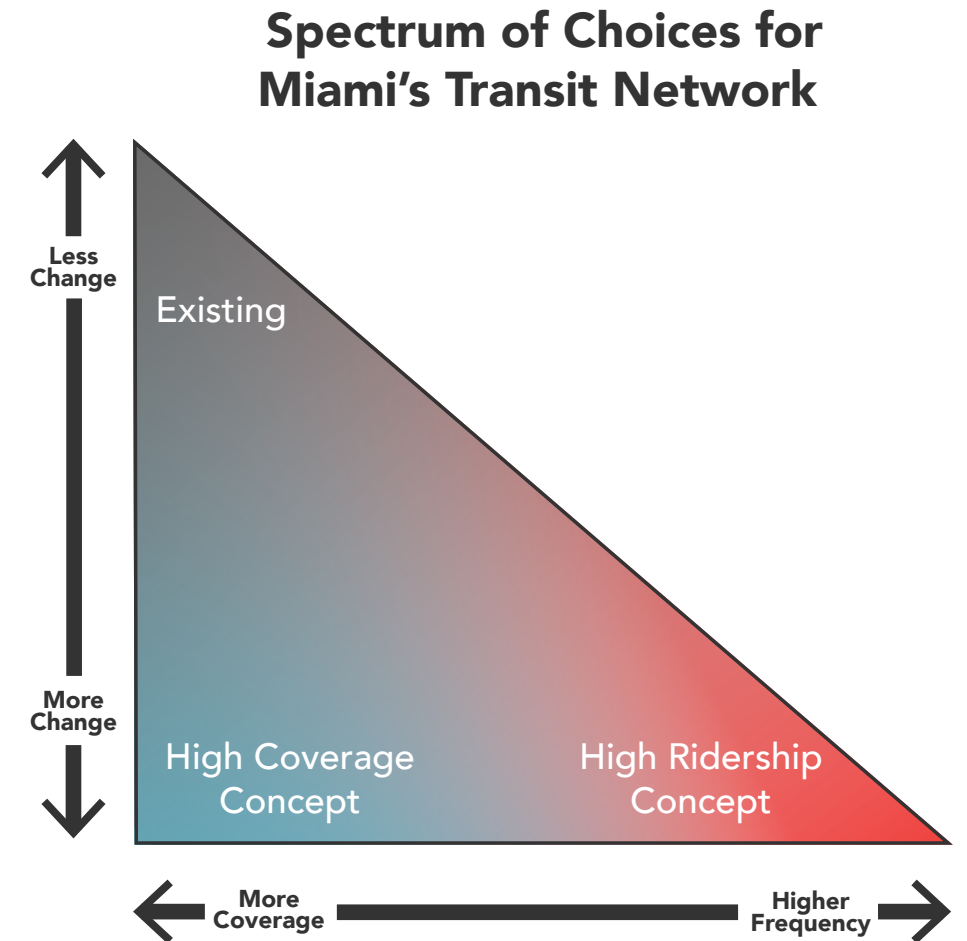 Spectrum of Choices for
Miami's Transit Network
Less
Change
Existing
More
Change
High Coverage
Concept
High Ridership
Concept
More
Coverage
Higher
Frequency